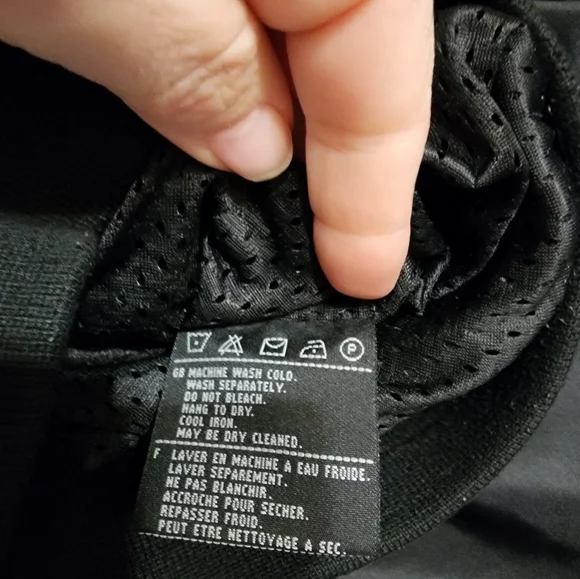 P
GB MACHINE WASH COLD.
WASH SEPARATELY.
DO NOT BLEACH.
HANG TO DRY.
COOL IRON.
MAY BE DRY CLEANED.
F LAVER EN MACHINE À EAU FROIDE.
LAVER SEPAREMENT.
NE PAS BLANCHIR.
ACCROCHE POUR SECHER.
REPASSER FROID.
PEUT ETRE NETTOYAGE A SEC.